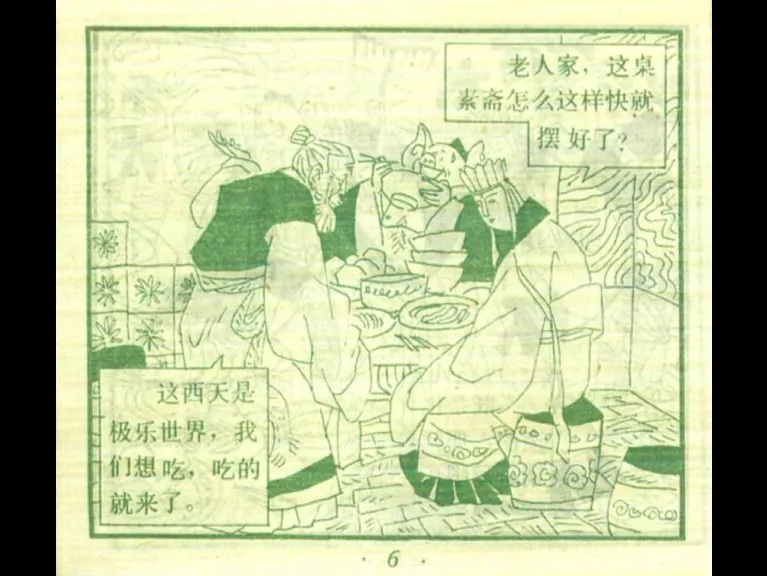 老人家，这桌
素斋怎么这样快就
摆好了？
这西天是
极乐世界，我
们想吃，吃的
就来了。
·6·